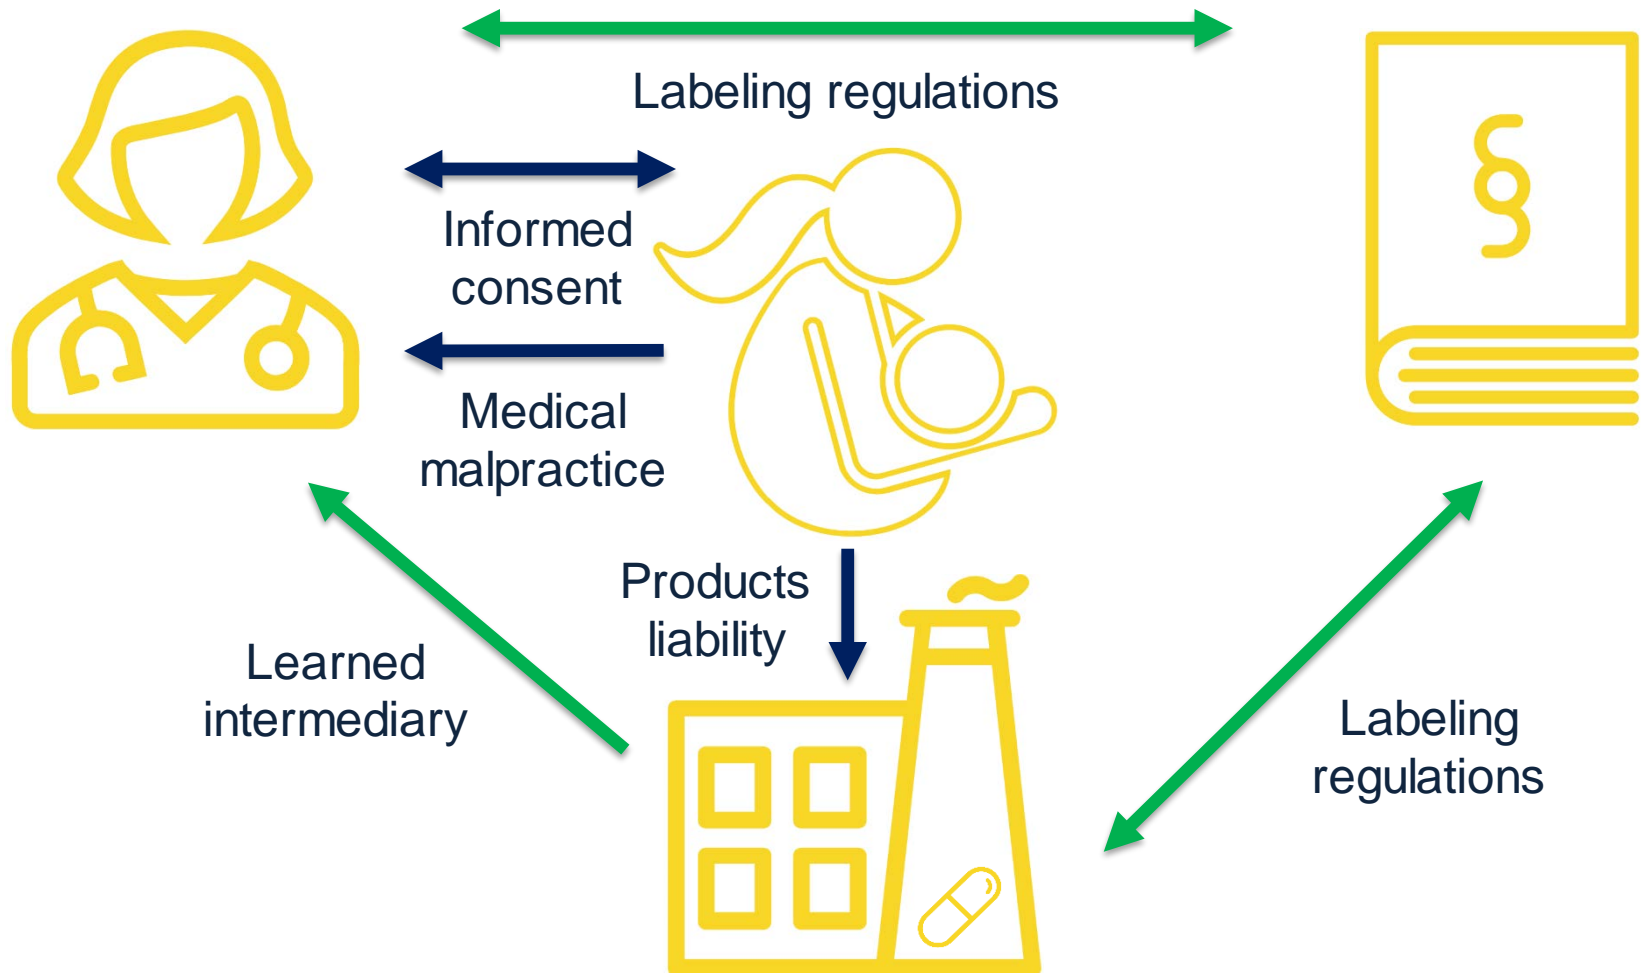 Labeling regulations
Informed
consent
Medical
malpractice
Products
liability
Learned
intermediary
Labeling
regulations
§